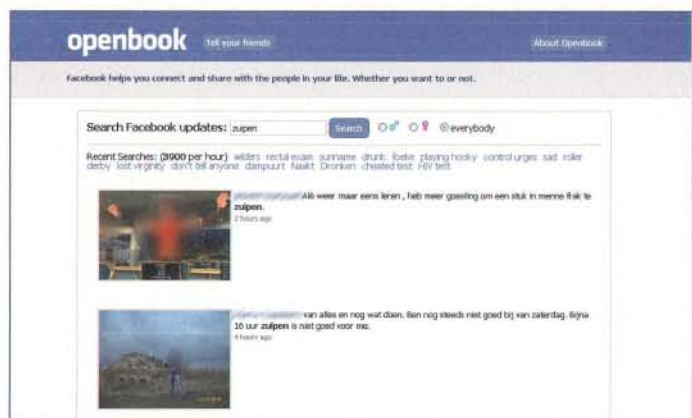 openbook Tell your friends About Openbook
Facebook helps you connect and share with the people in your life. Whether you want to or not.
Search Facebook updates: zuipen Search everybody
Recent Searches: (3900 per hour) wilders rectal exam surname drunk foeke playing hooky control urges sad roller
derby lost virginity don't tell anyone dampuurt Naakt Dronken cheated test HIV test
Alé weer maar eens leren , heb meer goesting om een stuk in menne frak te
zuipen.
2 hours ago
van alles en nog wat doen. Ben nog steeds niet goed bij van zaterdag. Bijna
16 uur zuipen is niet goed voor me.
4 hours ago